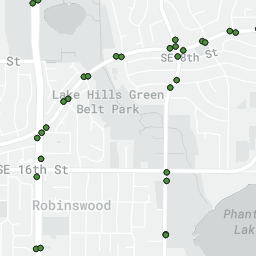 St
SE 8th St
Lake Hills Green
Belt Park
SE 16th St
Robinswood
Phant
Lak